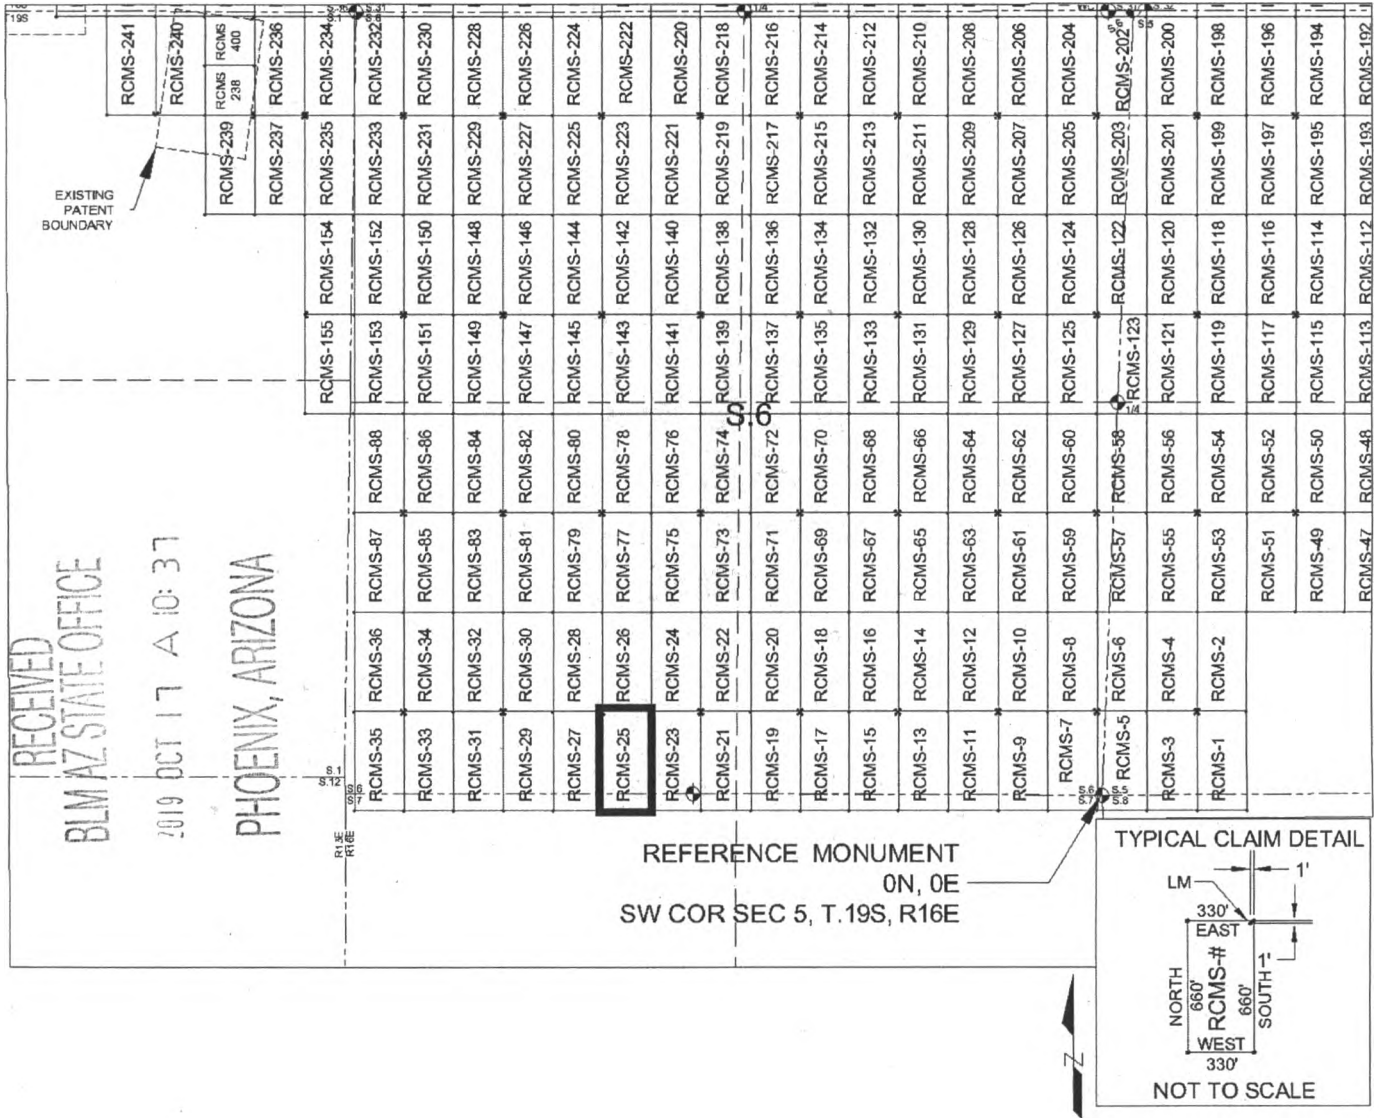 T19S
S.1 S.6
1/4
WC
S.6 S.5
RCMS-241
RCMS-240
RCMS 400
RCMS 238
RCMS-236
RCMS-234
RCMS-232
RCMS-230
RCMS-228
RCMS-226
RCMS-224
RCMS-222
RCMS-220
RCMS-218
RCMS-216
RCMS-214
RCMS-212
RCMS-210
RCMS-208
RCMS-206
RCMS-204
RCMS-202
RCMS-200
RCMS-198
RCMS-196
RCMS-194
RCMS-192
RCMS-239
RCMS-237
RCMS-235
RCMS-233
RCMS-231
RCMS-229
RCMS-227
RCMS-225
RCMS-223
RCMS-221
RCMS-219
RCMS-217
RCMS-215
RCMS-213
RCMS-211
RCMS-209
RCMS-207
RCMS-205
RCMS-203
RCMS-201
RCMS-199
RCMS-197
RCMS-195
RCMS-193
EXISTING
PATENT
BOUNDARY
RCMS-154
RCMS-152
RCMS-150
RCMS-148
RCMS-146
RCMS-144
RCMS-142
RCMS-140
RCMS-138
RCMS-136
RCMS-134
RCMS-132
RCMS-130
RCMS-128
RCMS-126
RCMS-124
RCMS-122
RCMS-120
RCMS-118
RCMS-116
RCMS-114
RCMS-112
RCMS-155
RCMS-153
RCMS-151
RCMS-149
RCMS-147
RCMS-145
RCMS-143
RCMS-141
RCMS-139
RCMS-137
RCMS-135
RCMS-133
RCMS-131
RCMS-129
RCMS-127
RCMS-125
RCMS-123
RCMS-121
RCMS-119
RCMS-117
RCMS-115
RCMS-113
S.6
1/4
RCMS-88
RCMS-86
RCMS-84
RCMS-82
RCMS-80
RCMS-78
RCMS-76
RCMS-74
RCMS-72
RCMS-70
RCMS-68
RCMS-66
RCMS-64
RCMS-62
RCMS-60
RCMS-58
RCMS-56
RCMS-54
RCMS-52
RCMS-50
RCMS-48
RCMS-87
RCMS-85
RCMS-83
RCMS-81
RCMS-79
RCMS-77
RCMS-75
RCMS-73
RCMS-71
RCMS-69
RCMS-67
RCMS-65
RCMS-63
RCMS-61
RCMS-59
RCMS-57
RCMS-55
RCMS-53
RCMS-51
RCMS-49
RCMS-47
RCMS-36
RCMS-34
RCMS-32
RCMS-30
RCMS-28
RCMS-26
RCMS-24
RCMS-22
RCMS-20
RCMS-18
RCMS-16
RCMS-14
RCMS-12
RCMS-10
RCMS-8
RCMS-6
RCMS-4
RCMS-2
RCMS-35
RCMS-33
RCMS-31
RCMS-29
RCMS-27
RCMS-25
RCMS-23
RCMS-21
RCMS-19
RCMS-17
RCMS-15
RCMS-13
RCMS-11
RCMS-9
RCMS-7
RCMS-5
RCMS-3
RCMS-1
S.1
S.12
S.6
S.7
S.6 S.5
S.7 S.8
R16E
RECEIVED
BLM AZ STATE OFFICE
2019 OCT 17 A 10: 37
PHOENIX, ARIZONA
REFERENCE MONUMENT
0N, 0E
SW COR SEC 5, T.19S, R16E
TYPICAL CLAIM DETAIL
LM
1'
330'
EAST
1'
NORTH
660'
RCMS-#
660'
SOUTH
WEST
330'
NOT TO SCALE
N